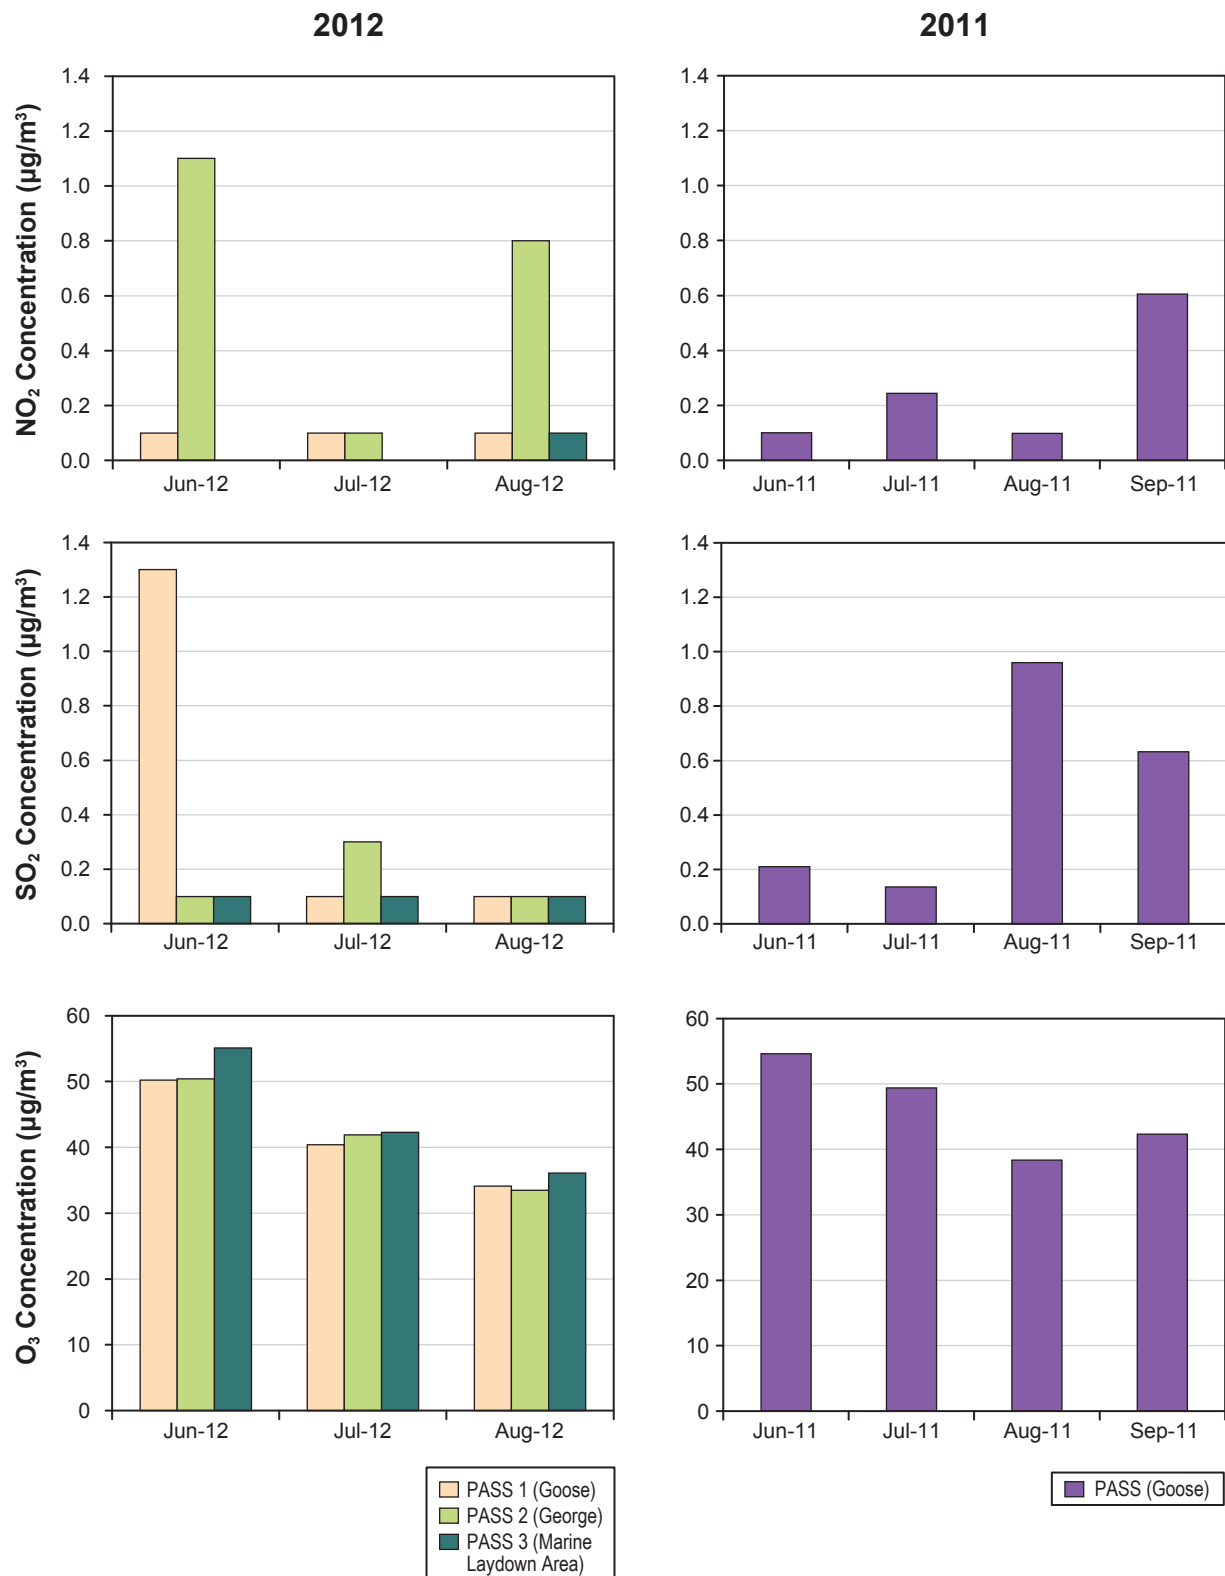 2012
2011
NO₂ Concentration (µg/m³)
1.4
1.2
1.0
0.8
0.6
0.4
0.2
0.0
Jun-12
Jul-12
Aug-12
1.4
1.2
1.0
0.8
0.6
0.4
0.2
0.0
Jun-11
Jul-11
Aug-11
Sep-11
SO₂ Concentration (µg/m³)
1.4
1.2
1.0
0.8
0.6
0.4
0.2
0.0
Jun-12
Jul-12
Aug-12
1.4
1.2
1.0
0.8
0.6
0.4
0.2
0.0
Jun-11
Jul-11
Aug-11
Sep-11
O₃ Concentration (µg/m³)
60
50
40
30
20
10
0
Jun-12
Jul-12
Aug-12
60
50
40
30
20
10
0
Jun-11
Jul-11
Aug-11
Sep-11
PASS 1 (Goose)
PASS 2 (George)
PASS 3 (Marine
Laydown Area)
PASS (Goose)